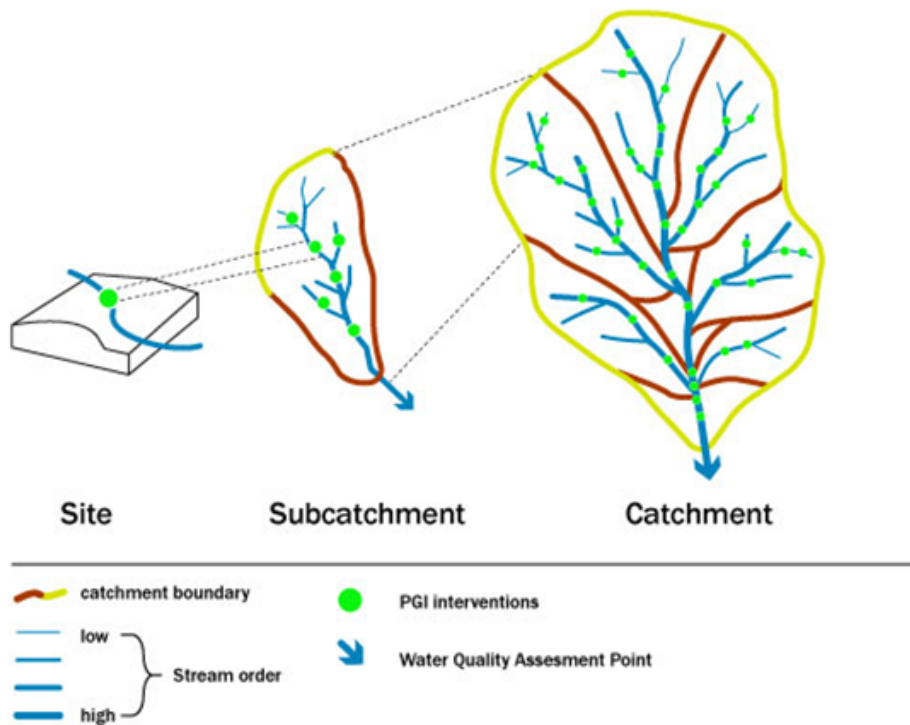 Site
Subcatchment
Catchment
catchment boundary
low
Stream order
high
PGI interventions
Water Quality Assesment Point